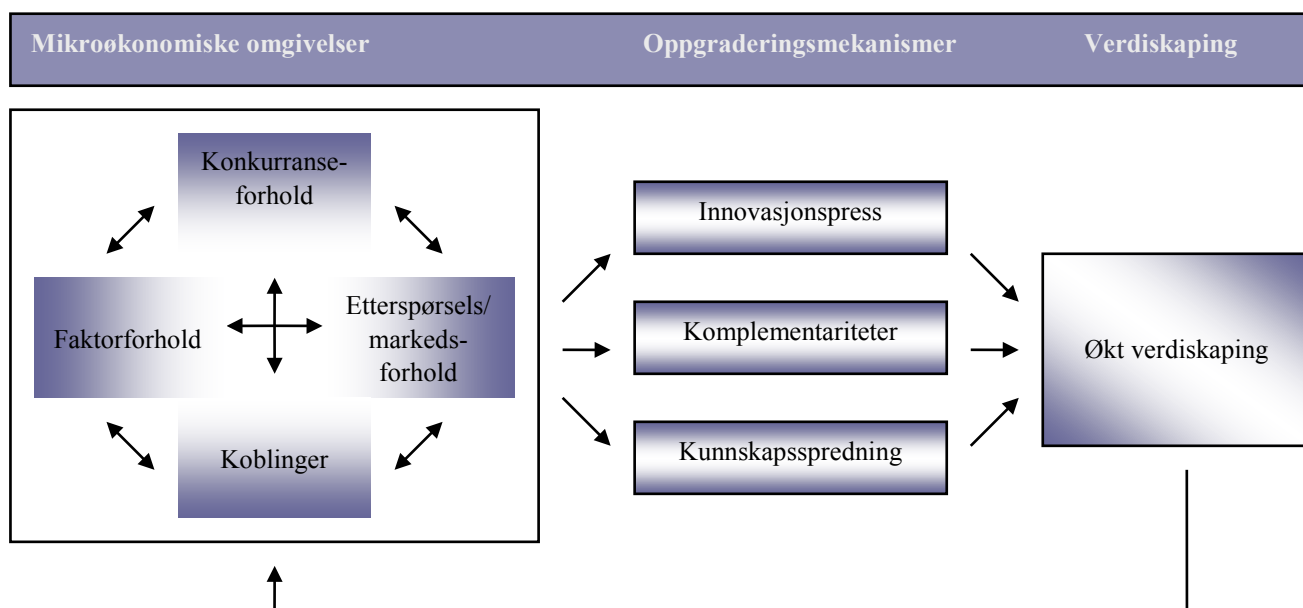 Mikroøkonomiske omgivelser
Oppgraderingsmekanismer
Verdiskaping
Konkurranse-
forhold
Faktorforhold
Etterspørsels/
markeds-
forhold
Koblinger
Innovasjonspress
Komplementariteter
Kunnskapsspredning
Økt verdiskaping